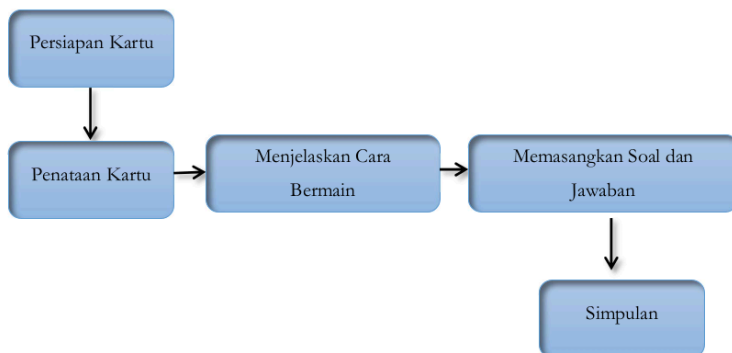 Persiapan Kartu
Penataan Kartu
Menjelaskan Cara
Bermain
Memasangkan Soal dan
Jawaban
Simpulan